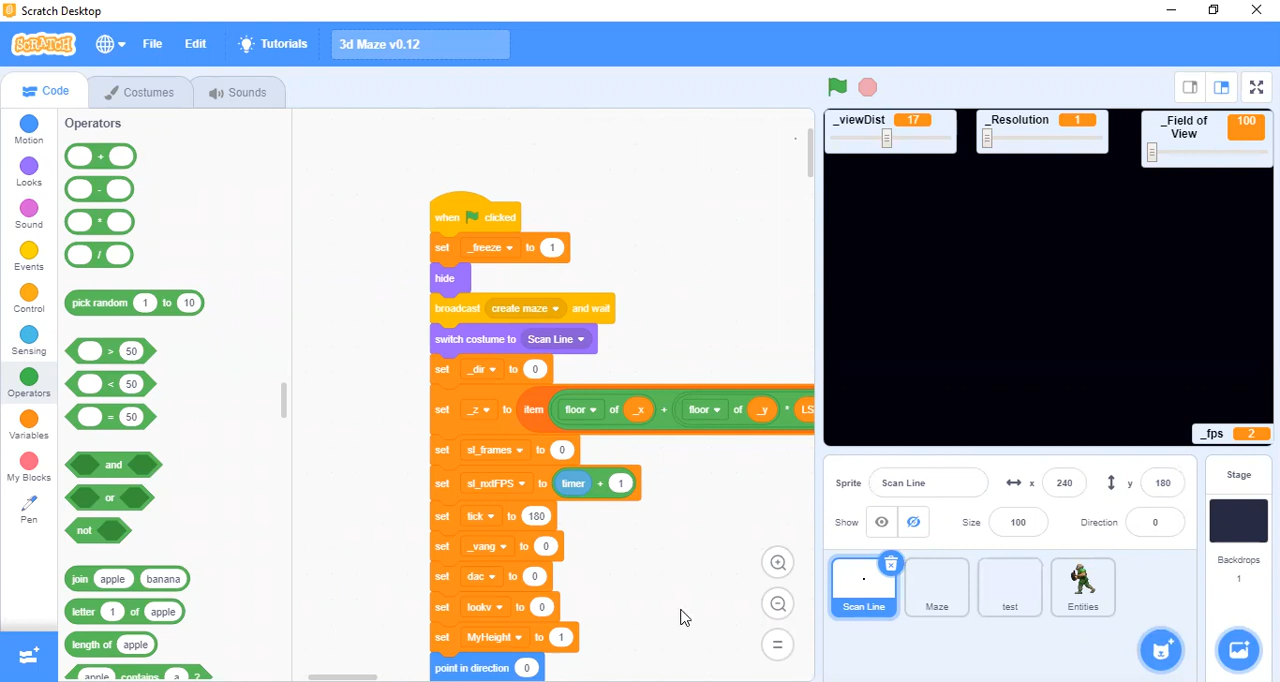 Scratch Desktop
SCRATCH File Edit Tutorials 3d Maze v0.12
Code Costumes Sounds
Motion
Looks
Sound
Events
Control
Sensing
Operators
Variables
My Blocks
Pen
Operators
+
-
*
/
pick random 1 to 10
> 50
< 50
= 50
and
or
not
join apple banana
letter 1 of apple
length of apple
apple contains a ?
when clicked
set _freeze to 1
hide
broadcast create maze and wait
switch costume to Scan Line
set _dir to 0
set _z to item floor of _x + floor of _y * LS
set sl_frames to 0
set sl_nxtFPS to timer + 1
set tick to 180
set _vang to 0
set dac to 0
set lookv to 0
set MyHeight to 1
point in direction 0
_viewDist 17
_Resolution 1
_Field of View 100
_fps 2
Sprite Scan Line x 240 y 180
Show Size 100 Direction 0
Scan Line
Maze
test
Entities
Stage
Backdrops
1